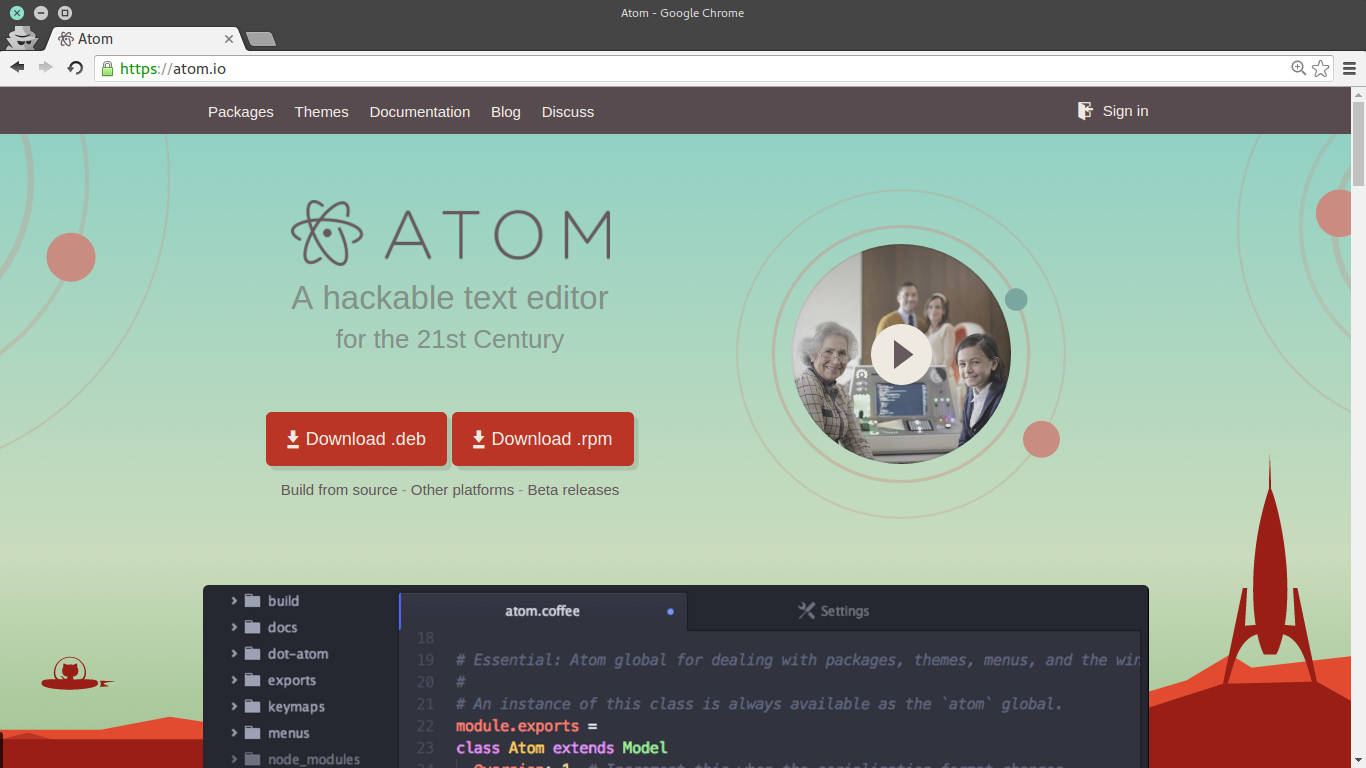 Atom - Google Chrome
Atom
https://atom.io
Packages Themes Documentation Blog Discuss Sign in
ATOM
A hackable text editor
for the 21st Century
Download .deb Download .rpm
Build from source - Other platforms - Beta releases
build
docs
dot-atom
exports
keymaps
menus
node_modules
atom.coffee Settings
18
19 # Essential: Atom global for dealing with packages, themes, menus, and the win
20 #
21 # An instance of this class is always available as the `atom` global.
22 module.exports =
23 class Atom extends Model